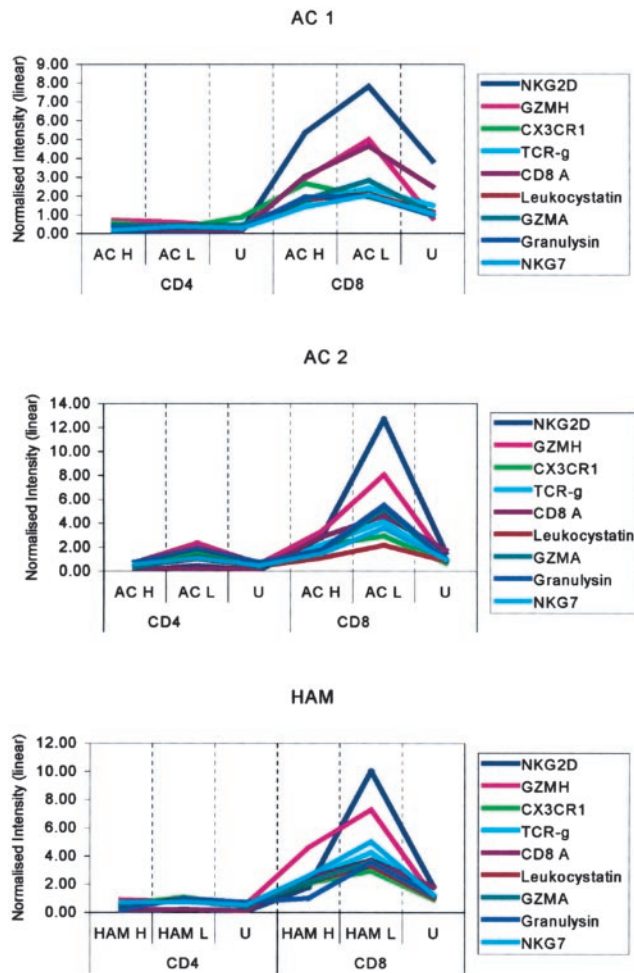 AC 1
Normalised Intensity (linear)
9.00
8.00
7.00
6.00
5.00
4.00
3.00
2.00
1.00
0.00
AC H AC L U AC H AC L U
CD4 CD8
NKG2D
GZMH
CX3CR1
TCR-g
CD8 A
Leukocystatin
GZMA
Granulysin
NKG7
AC 2
Normalised Intensity (linear)
14.00
12.00
10.00
8.00
6.00
4.00
2.00
0.00
AC H AC L U AC H AC L U
CD4 CD8
NKG2D
GZMH
CX3CR1
TCR-g
CD8 A
Leukocystatin
GZMA
Granulysin
NKG7
HAM
Normalised Intensity (linear)
12.00
10.00
8.00
6.00
4.00
2.00
0.00
HAM H HAM L U HAM H HAM L U
CD4 CD8
NKG2D
GZMH
CX3CR1
TCR-g
CD8 A
Leukocystatin
GZMA
Granulysin
NKG7